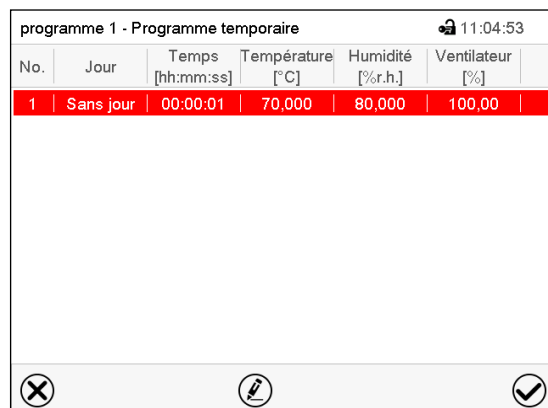 programme 1 - Programme temporaire 11:04:53
No. Jour Temps [hh:mm:ss] Température [°C] Humidité [%r.h.] Ventilateur [%]
1 Sans jour 00:00:01 70,000 80,000 100,00